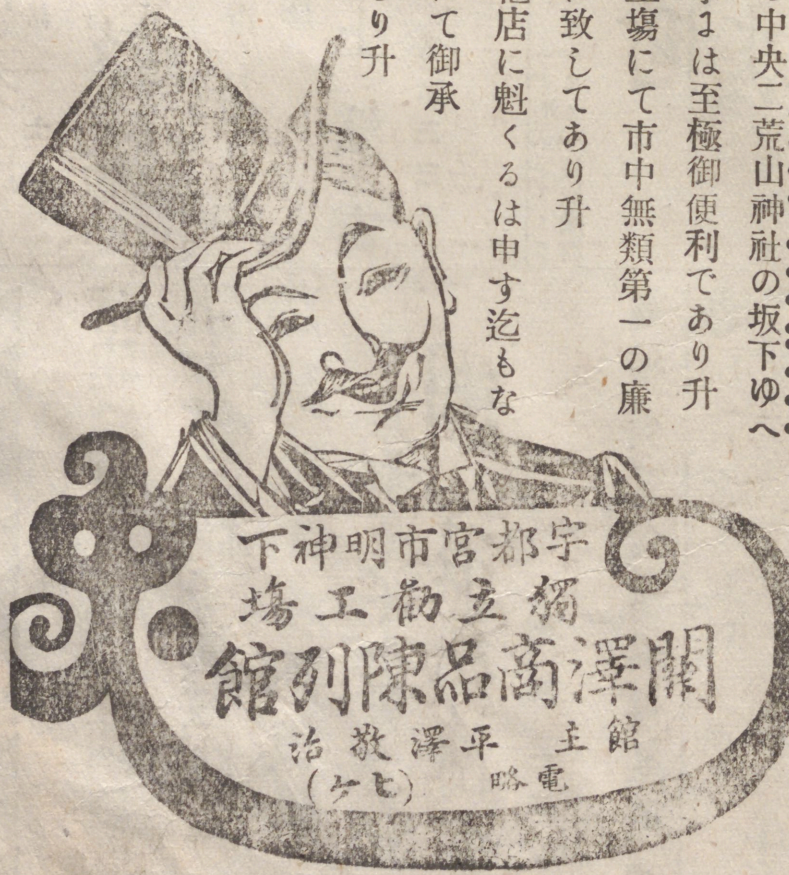 中央二荒山神社の坂下ゆへ
は至極御便利であり升
塲にて市中無類第一の廉
致してあり升
店に魁くるは申す迄もな
て御承
り升
宇都宮市明神下
獨立勧工塲
関澤商品陳列館
館主 平澤敬治
電略 (ヒケ)